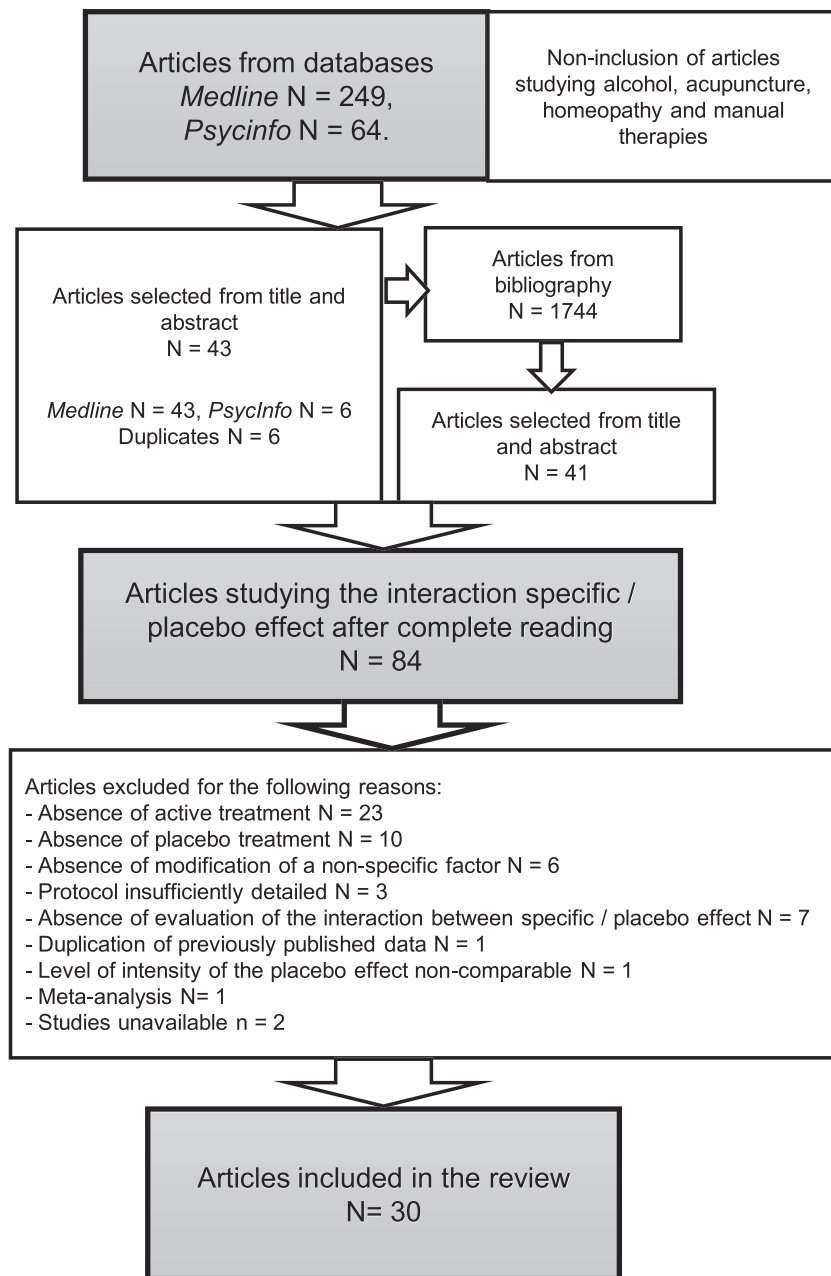 Articles from databases
Medline N = 249,
Psycinfo N = 64.
Non-inclusion of articles
studying alcohol, acupuncture,
homeopathy and manual
therapies
Articles selected from title and
abstract
N = 43
Medline N = 43, PsycInfo N = 6
Duplicates N = 6
Articles from
bibliography
N = 1744
Articles selected from title
and abstract
N = 41
Articles studying the interaction specific /
placebo effect after complete reading
N = 84
Articles excluded for the following reasons:
- Absence of active treatment N = 23
- Absence of placebo treatment N = 10
- Absence of modification of a non-specific factor N = 6
- Protocol insufficiently detailed N = 3
- Absence of evaluation of the interaction between specific / placebo effect N = 7
- Duplication of previously published data N = 1
- Level of intensity of the placebo effect non-comparable N = 1
- Meta-analysis N= 1
- Studies unavailable n = 2
Articles included in the review
N= 30